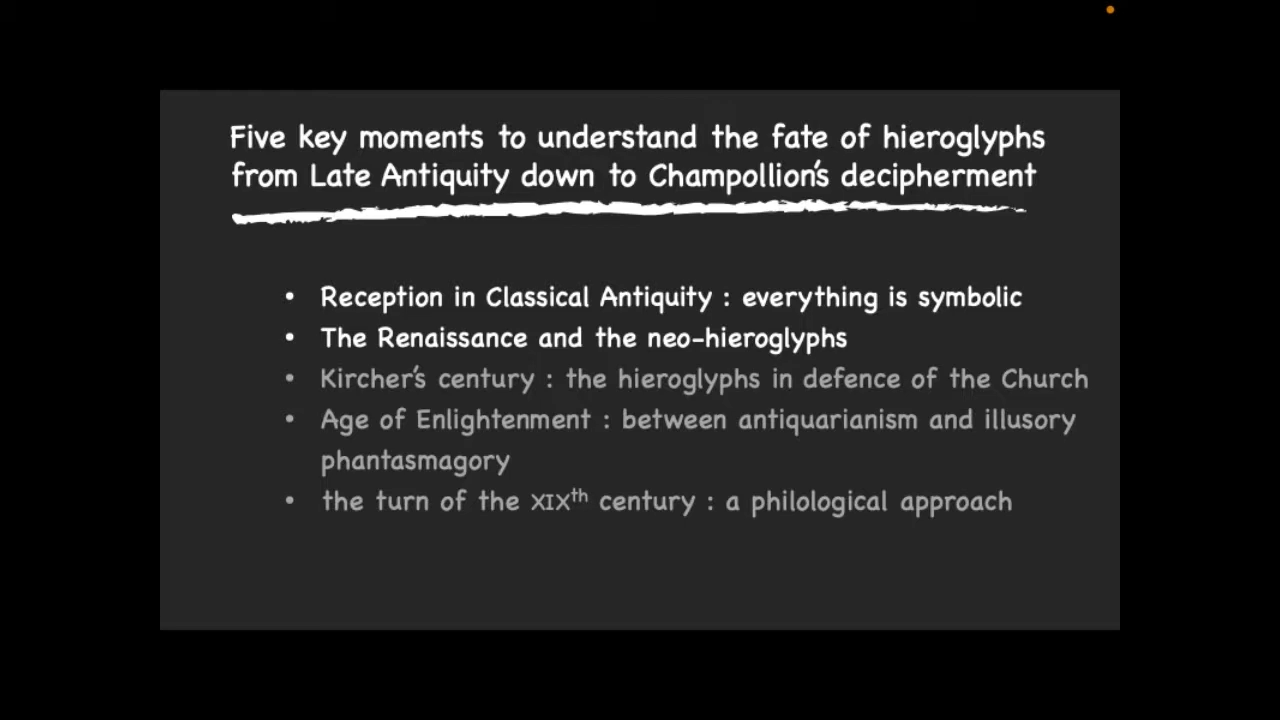 Five key moments to understand the fate of hieroglyphs
from Late Antiquity down to Champollion's decipherment
• Reception in Classical Antiquity : everything is symbolic
• The Renaissance and the neo-hieroglyphs
• Kircher's century : the hieroglyphs in defence of the Church
• Age of Enlightenment : between antiquarianism and illusory
phantasmagory
• the turn of the XIXth century : a philological approach